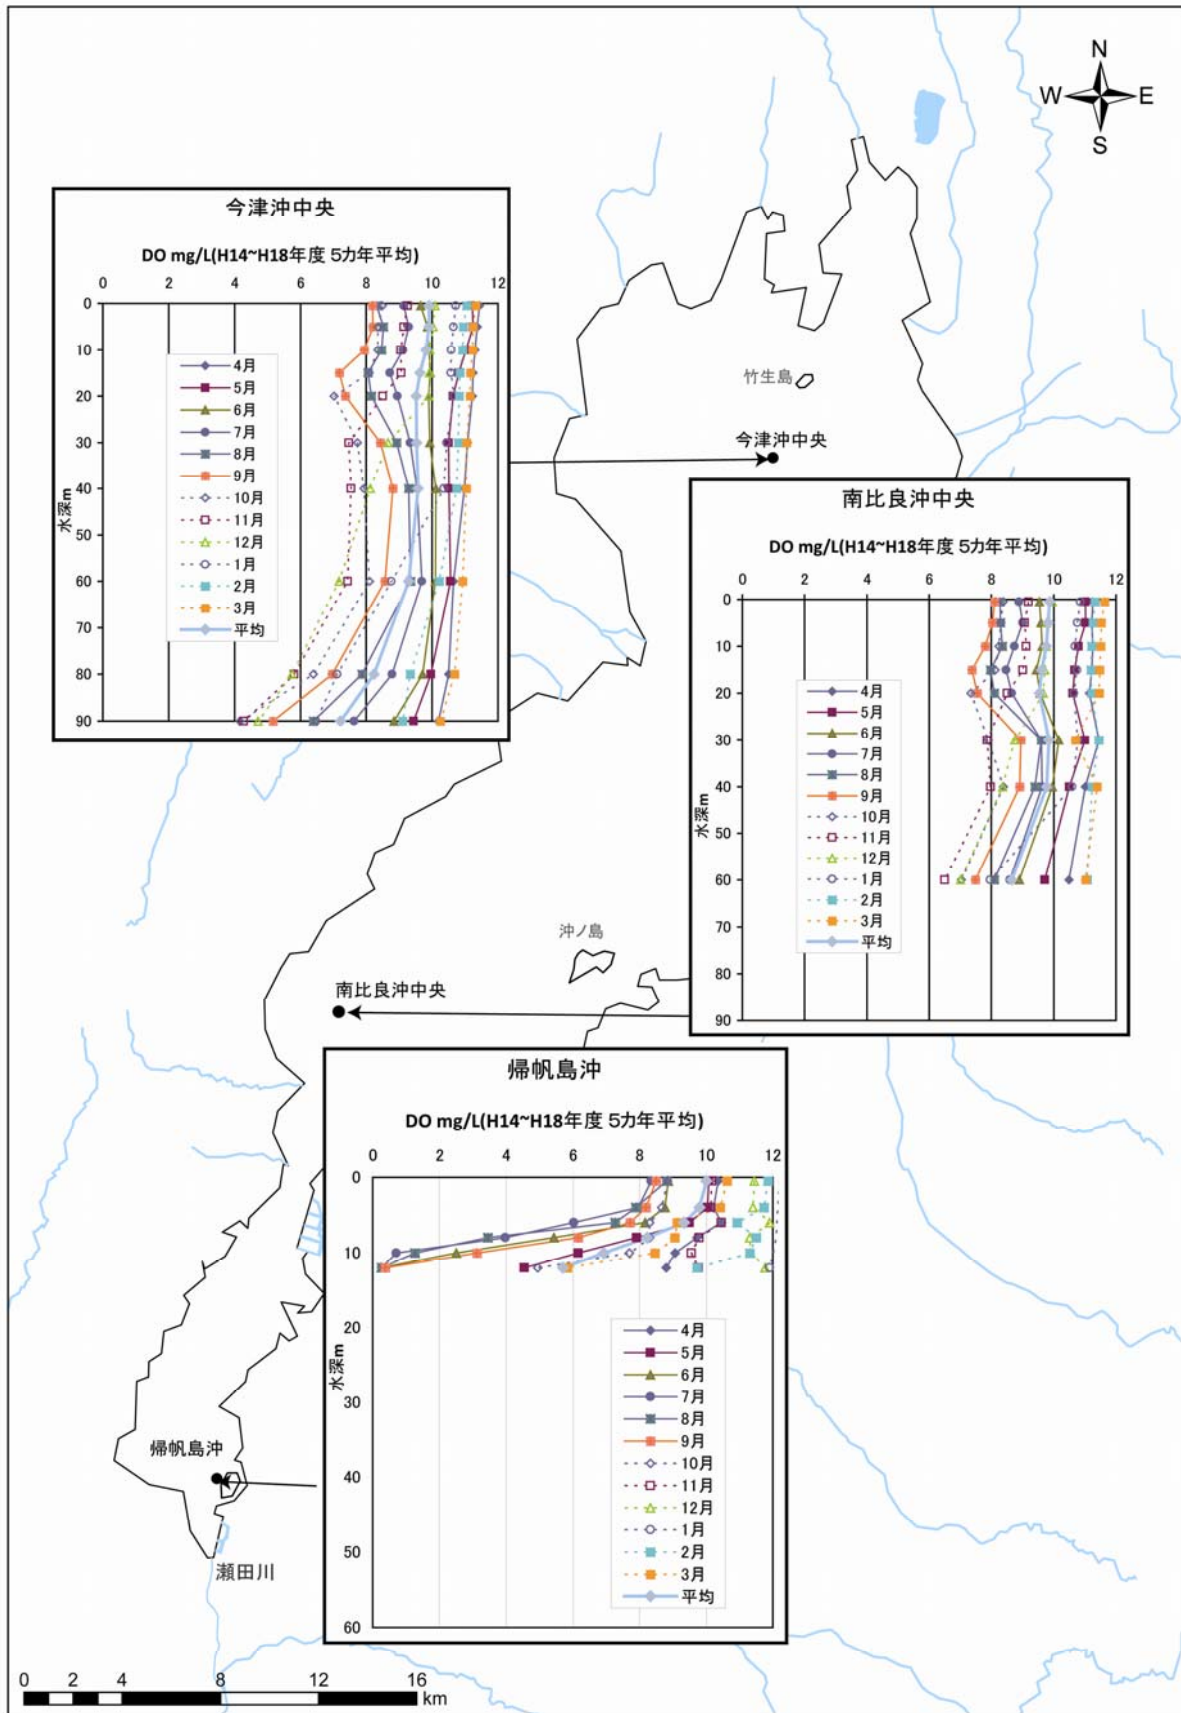 N
W E
S
今津沖中央
DO mg/L(H14~H18年度 5カ年平均)
0 2 4 6 8 10 12
0
10
20
30
40
50
60
70
80
90
水深m
4月
5月
6月
7月
8月
9月
10月
11月
12月
1月
2月
3月
平均
竹生島
今津沖中央
南比良沖中央
DO mg/L(H14~H18年度 5カ年平均)
0 2 4 6 8 10 12
0
10
20
30
40
50
60
70
80
90
水深m
4月
5月
6月
7月
8月
9月
10月
11月
12月
1月
2月
3月
平均
沖ノ島
南比良沖中央
帰帆島沖
DO mg/L(H14~H18年度 5カ年平均)
0 2 4 6 8 10 12
0
10
20
30
40
50
60
水深m
4月
5月
6月
7月
8月
9月
10月
11月
12月
1月
2月
3月
平均
帰帆島沖
瀬田川
0 2 4 8 12 16
km